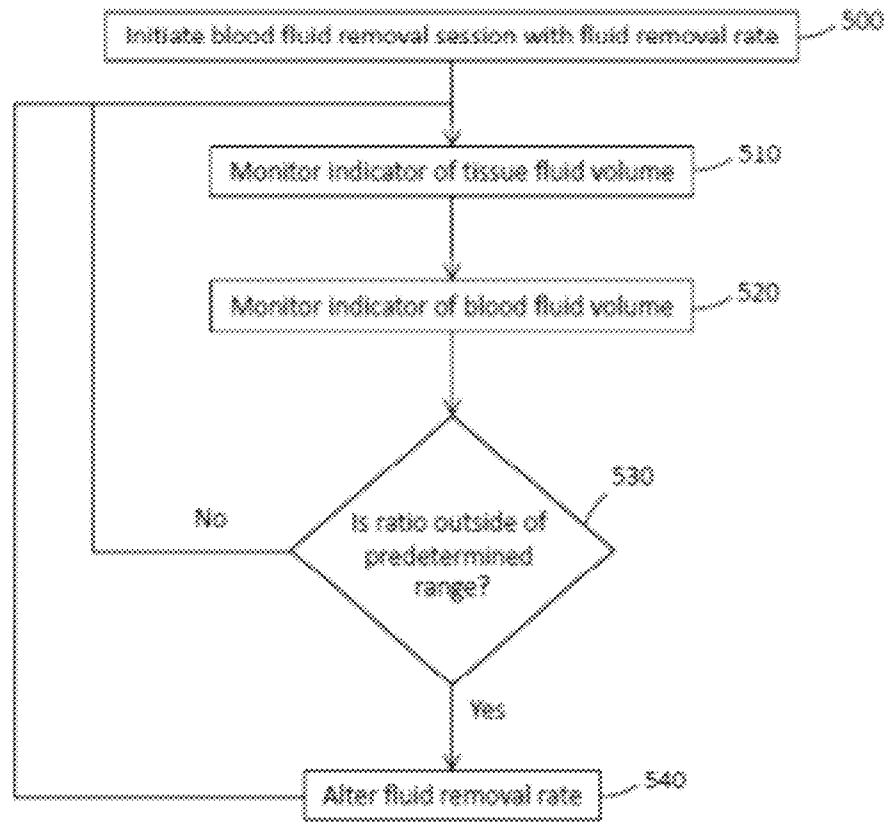 Initiate blood fluid removal session with fluid removal rate
500
Monitor indicator of tissue fluid volume
510
Monitor indicator of blood fluid volume
520
530
Is ratio outside of
predetermined
range?
No
Yes
Alter fluid removal rate
540